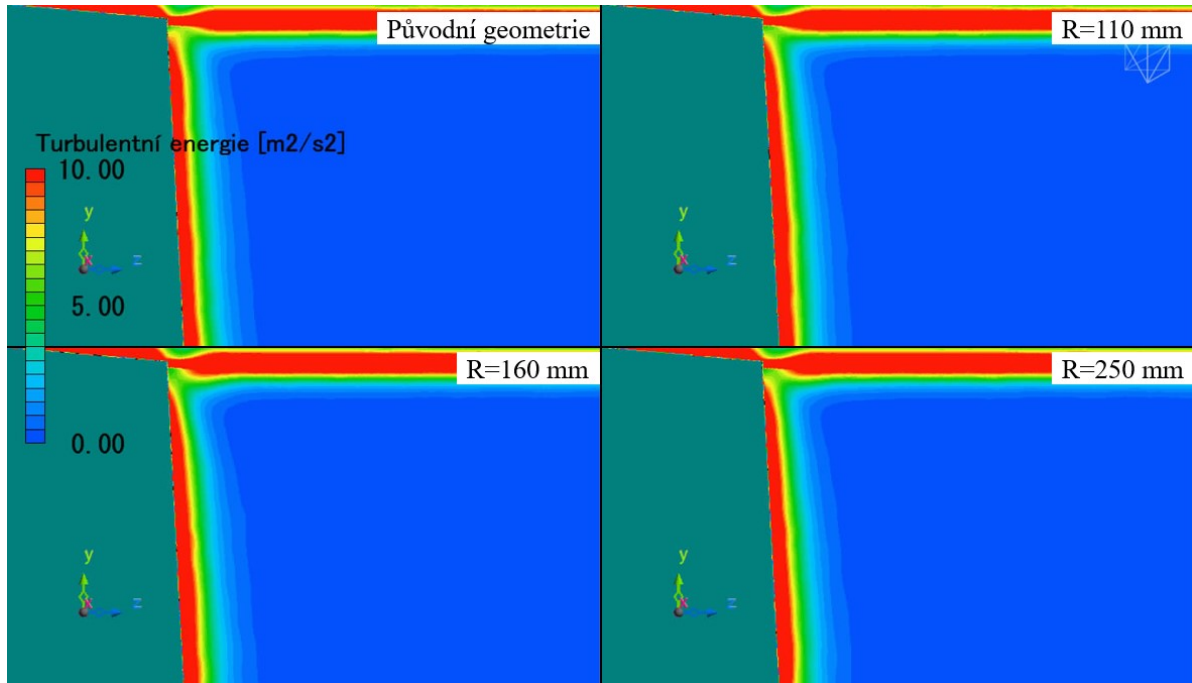 Původní geometrie
R=110 mm
Turbulentní energie [m2/s2]
10.00
5.00
0.00
y
x
z
y
x
z
R=160 mm
R=250 mm
y
x
z
y
x
z